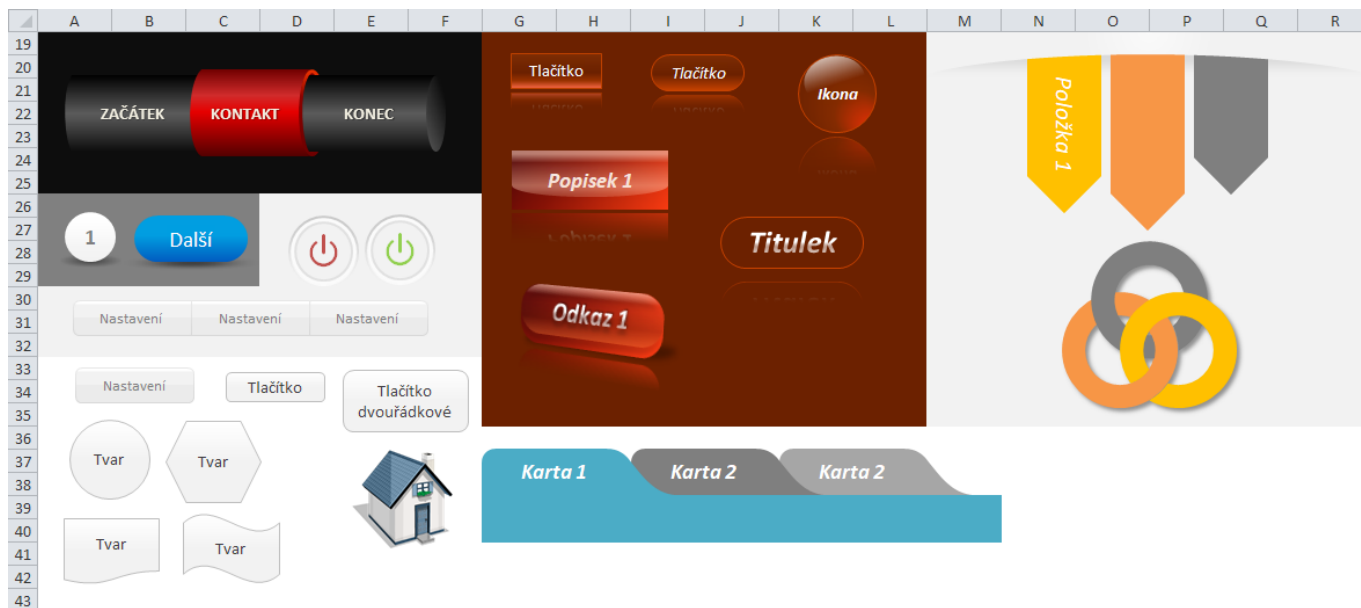 A B C D E F G H I J K L M N O P Q R
19
20
21
22
23
24
25
26
27
28
29
30
31
32
33
34
35
36
37
38
39
40
41
42
43
ZAČÁTEK KONTAKT KONEC
1 Další
Nastavení Nastavení Nastavení
Nastavení Tlačítko Tlačítko
dvouřádkové
Tvar Tvar
Tvar Tvar
Tlačítko Tlačítko Ikona
Popisek 1
Titulek
Odkaz 1
Karta 1 Karta 2 Karta 2
Položka 1